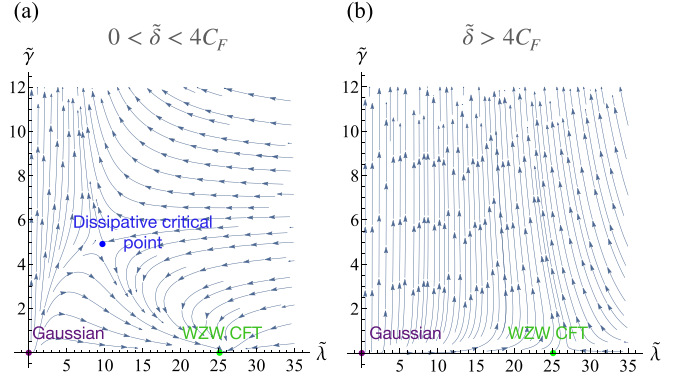 (a)
0 < δ̃ < 4C_F
γ̃
12
10
8
6
4
2
Dissipative critical
point
Gaussian
WZW CFT
5 10 15 20 25 30 35 λ̃
(b)
δ̃ > 4C_F
γ̃
12
10
8
6
4
2
Gaussian
WZW CFT
5 10 15 20 25 30 35 λ̃